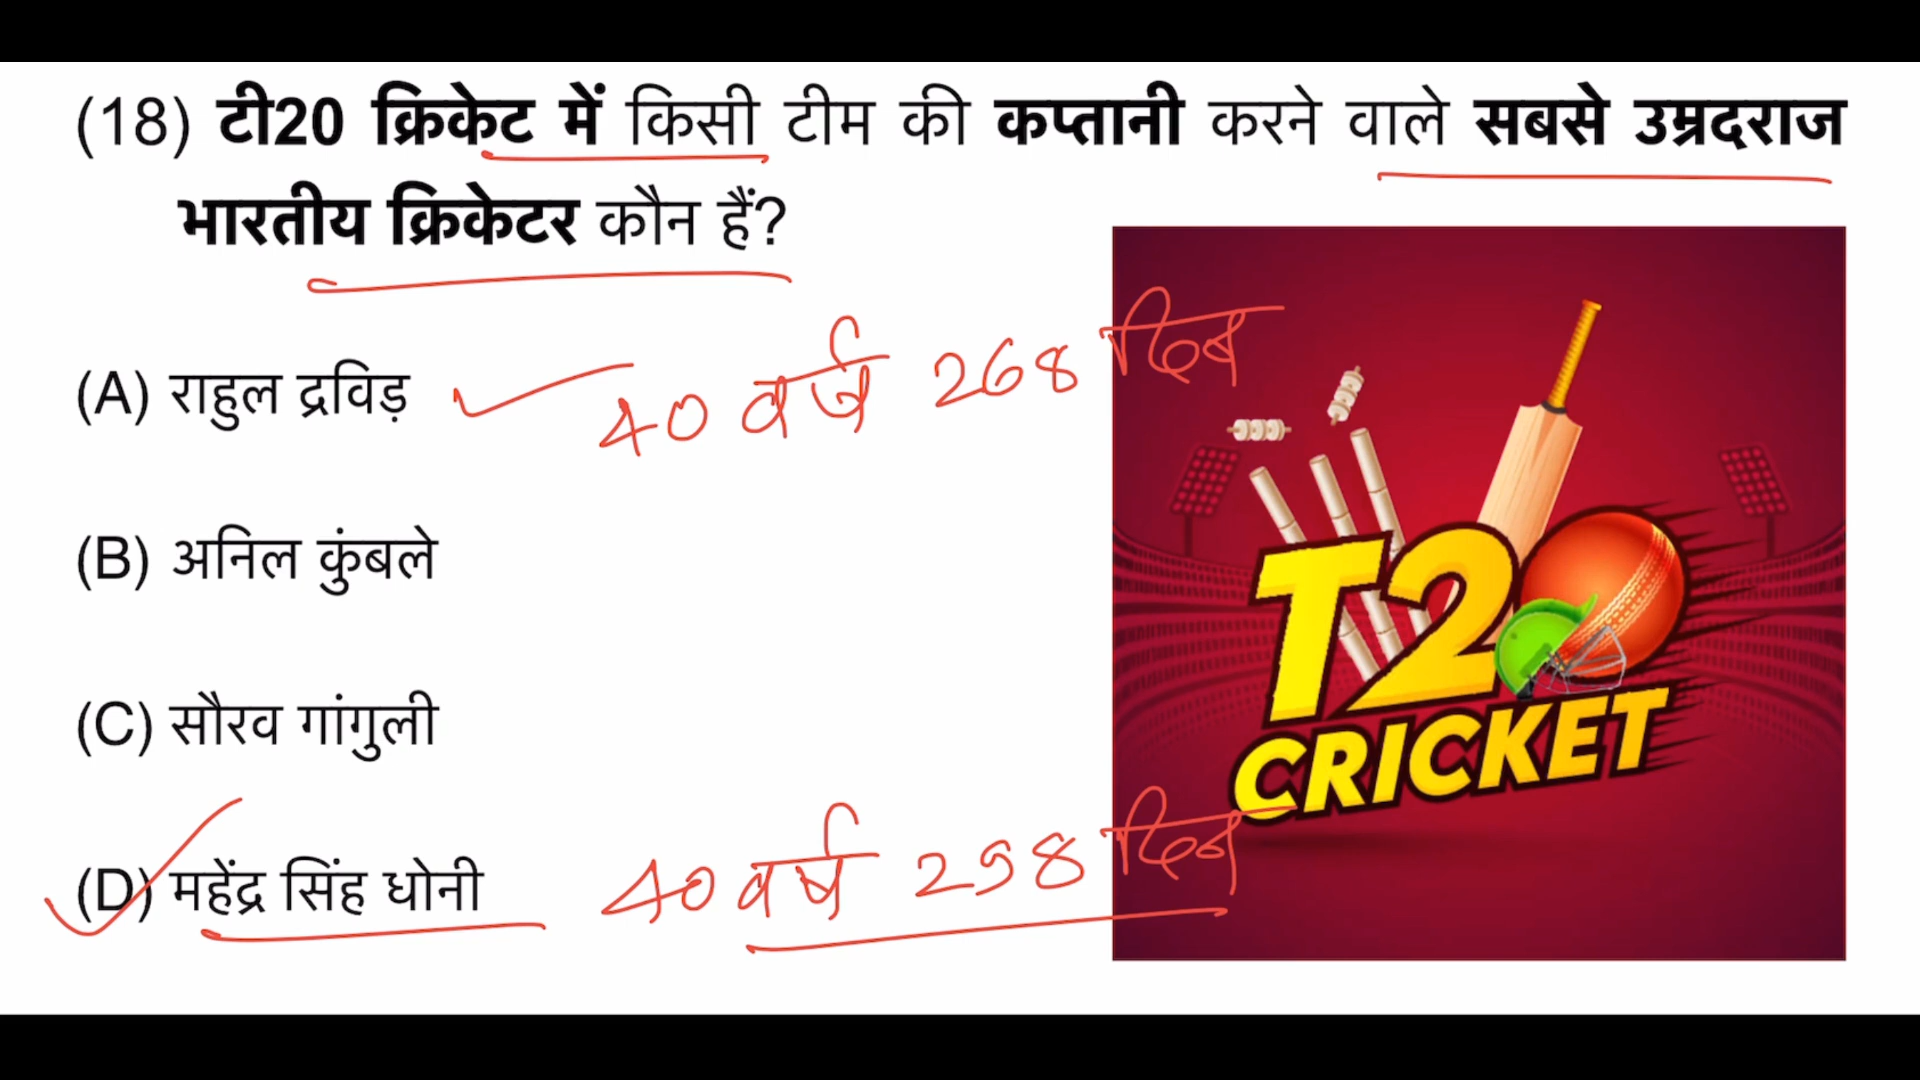 (18) टी20 क्रिकेट में किसी टीम की कप्तानी करने वाले सबसे उम्रदराज
भारतीय क्रिकेटर कौन हैं?
(A) राहुल द्रविड़ 40 वर्ष 268 दिन
(B) अनिल कुंबले
(C) सौरव गांगुली
(D) महेंद्र सिंह धोनी 40 वर्ष 298 दिन
T20
CRICKET